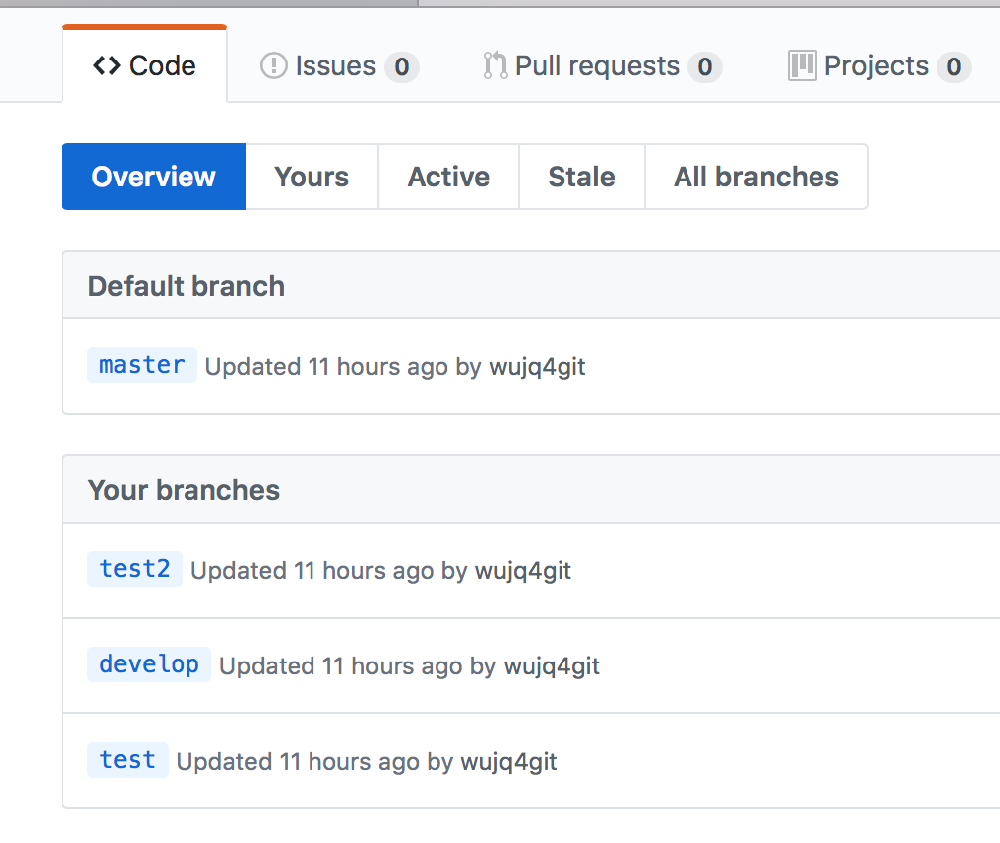 Code Issues 0 Pull requests 0 Projects 0
Overview Yours Active Stale All branches
Default branch
master Updated 11 hours ago by wujq4git
Your branches
test2 Updated 11 hours ago by wujq4git
develop Updated 11 hours ago by wujq4git
test Updated 11 hours ago by wujq4git